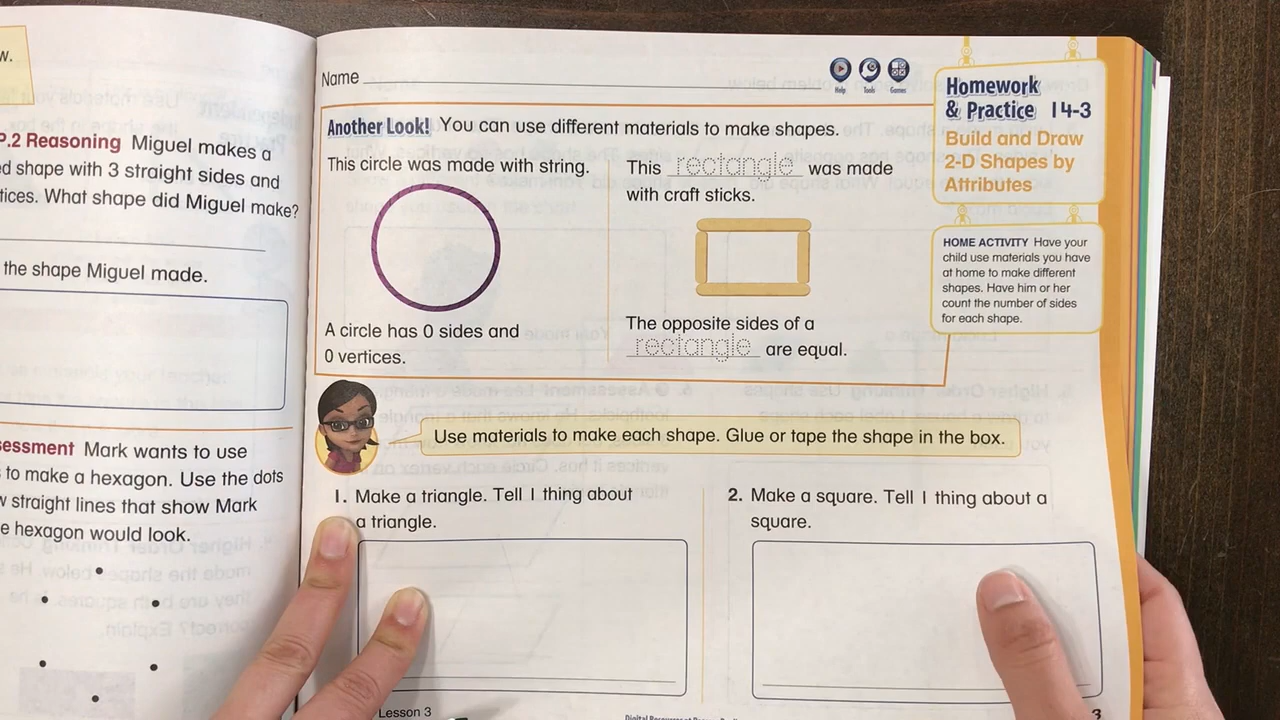 w.
P.2 Reasoning Miguel makes a
ed shape with 3 straight sides and
tices. What shape did Miguel make?
the shape Miguel made.
sessment Mark wants to use
s to make a hexagon. Use the dots
w straight lines that show Mark
e hexagon would look.
Name
Help Tools Games
Homework
& Practice 14-3
Build and Draw
2-D Shapes by
Attributes
HOME ACTIVITY Have your
child use materials you have
at home to make different
shapes. Have him or her
count the number of sides
for each shape.
Another Look! You can use different materials to make shapes.
This circle was made with string.
A circle has 0 sides and
0 vertices.
This rectangle was made
with craft sticks.
The opposite sides of a
rectangle are equal.
Use materials to make each shape. Glue or tape the shape in the box.
1. Make a triangle. Tell 1 thing about
a triangle.
2. Make a square. Tell 1 thing about a
square.
Lesson 3
3